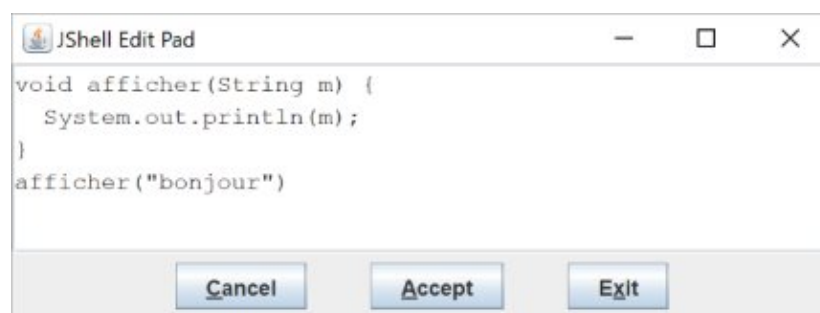 JShell Edit Pad
void afficher(String m) {
  System.out.println(m);
}
afficher("bonjour")
Cancel Accept Exit